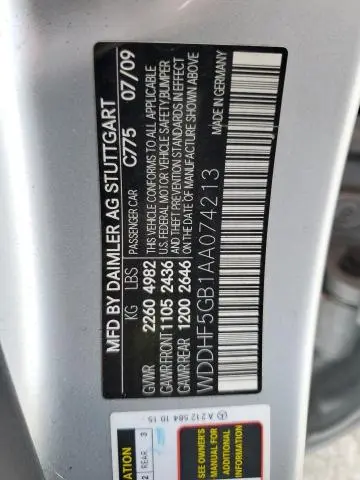 MFD BY DAIMLER AG STUTTGART
PASSENGER CAR C775 07/09
KG LBS
GVWR 2260 4982
GAWR FRONT 1105 2436
GAWR REAR 1200 2646
THIS VEHICLE CONFORMS TO ALL APPLICABLE
U.S. FEDERAL MOTOR VEHICLE SAFETY, BUMPER
AND THEFT PREVENTION STANDARDS IN EFFECT
ON THE DATE OF MANUFACTURE SHOWN ABOVE
WDDHF5GB1AA074213
MADE IN GERMANY
A 212 584 10 15
REAR 3
2
SEE OWNER'S
MANUAL FOR
ADDITIONAL